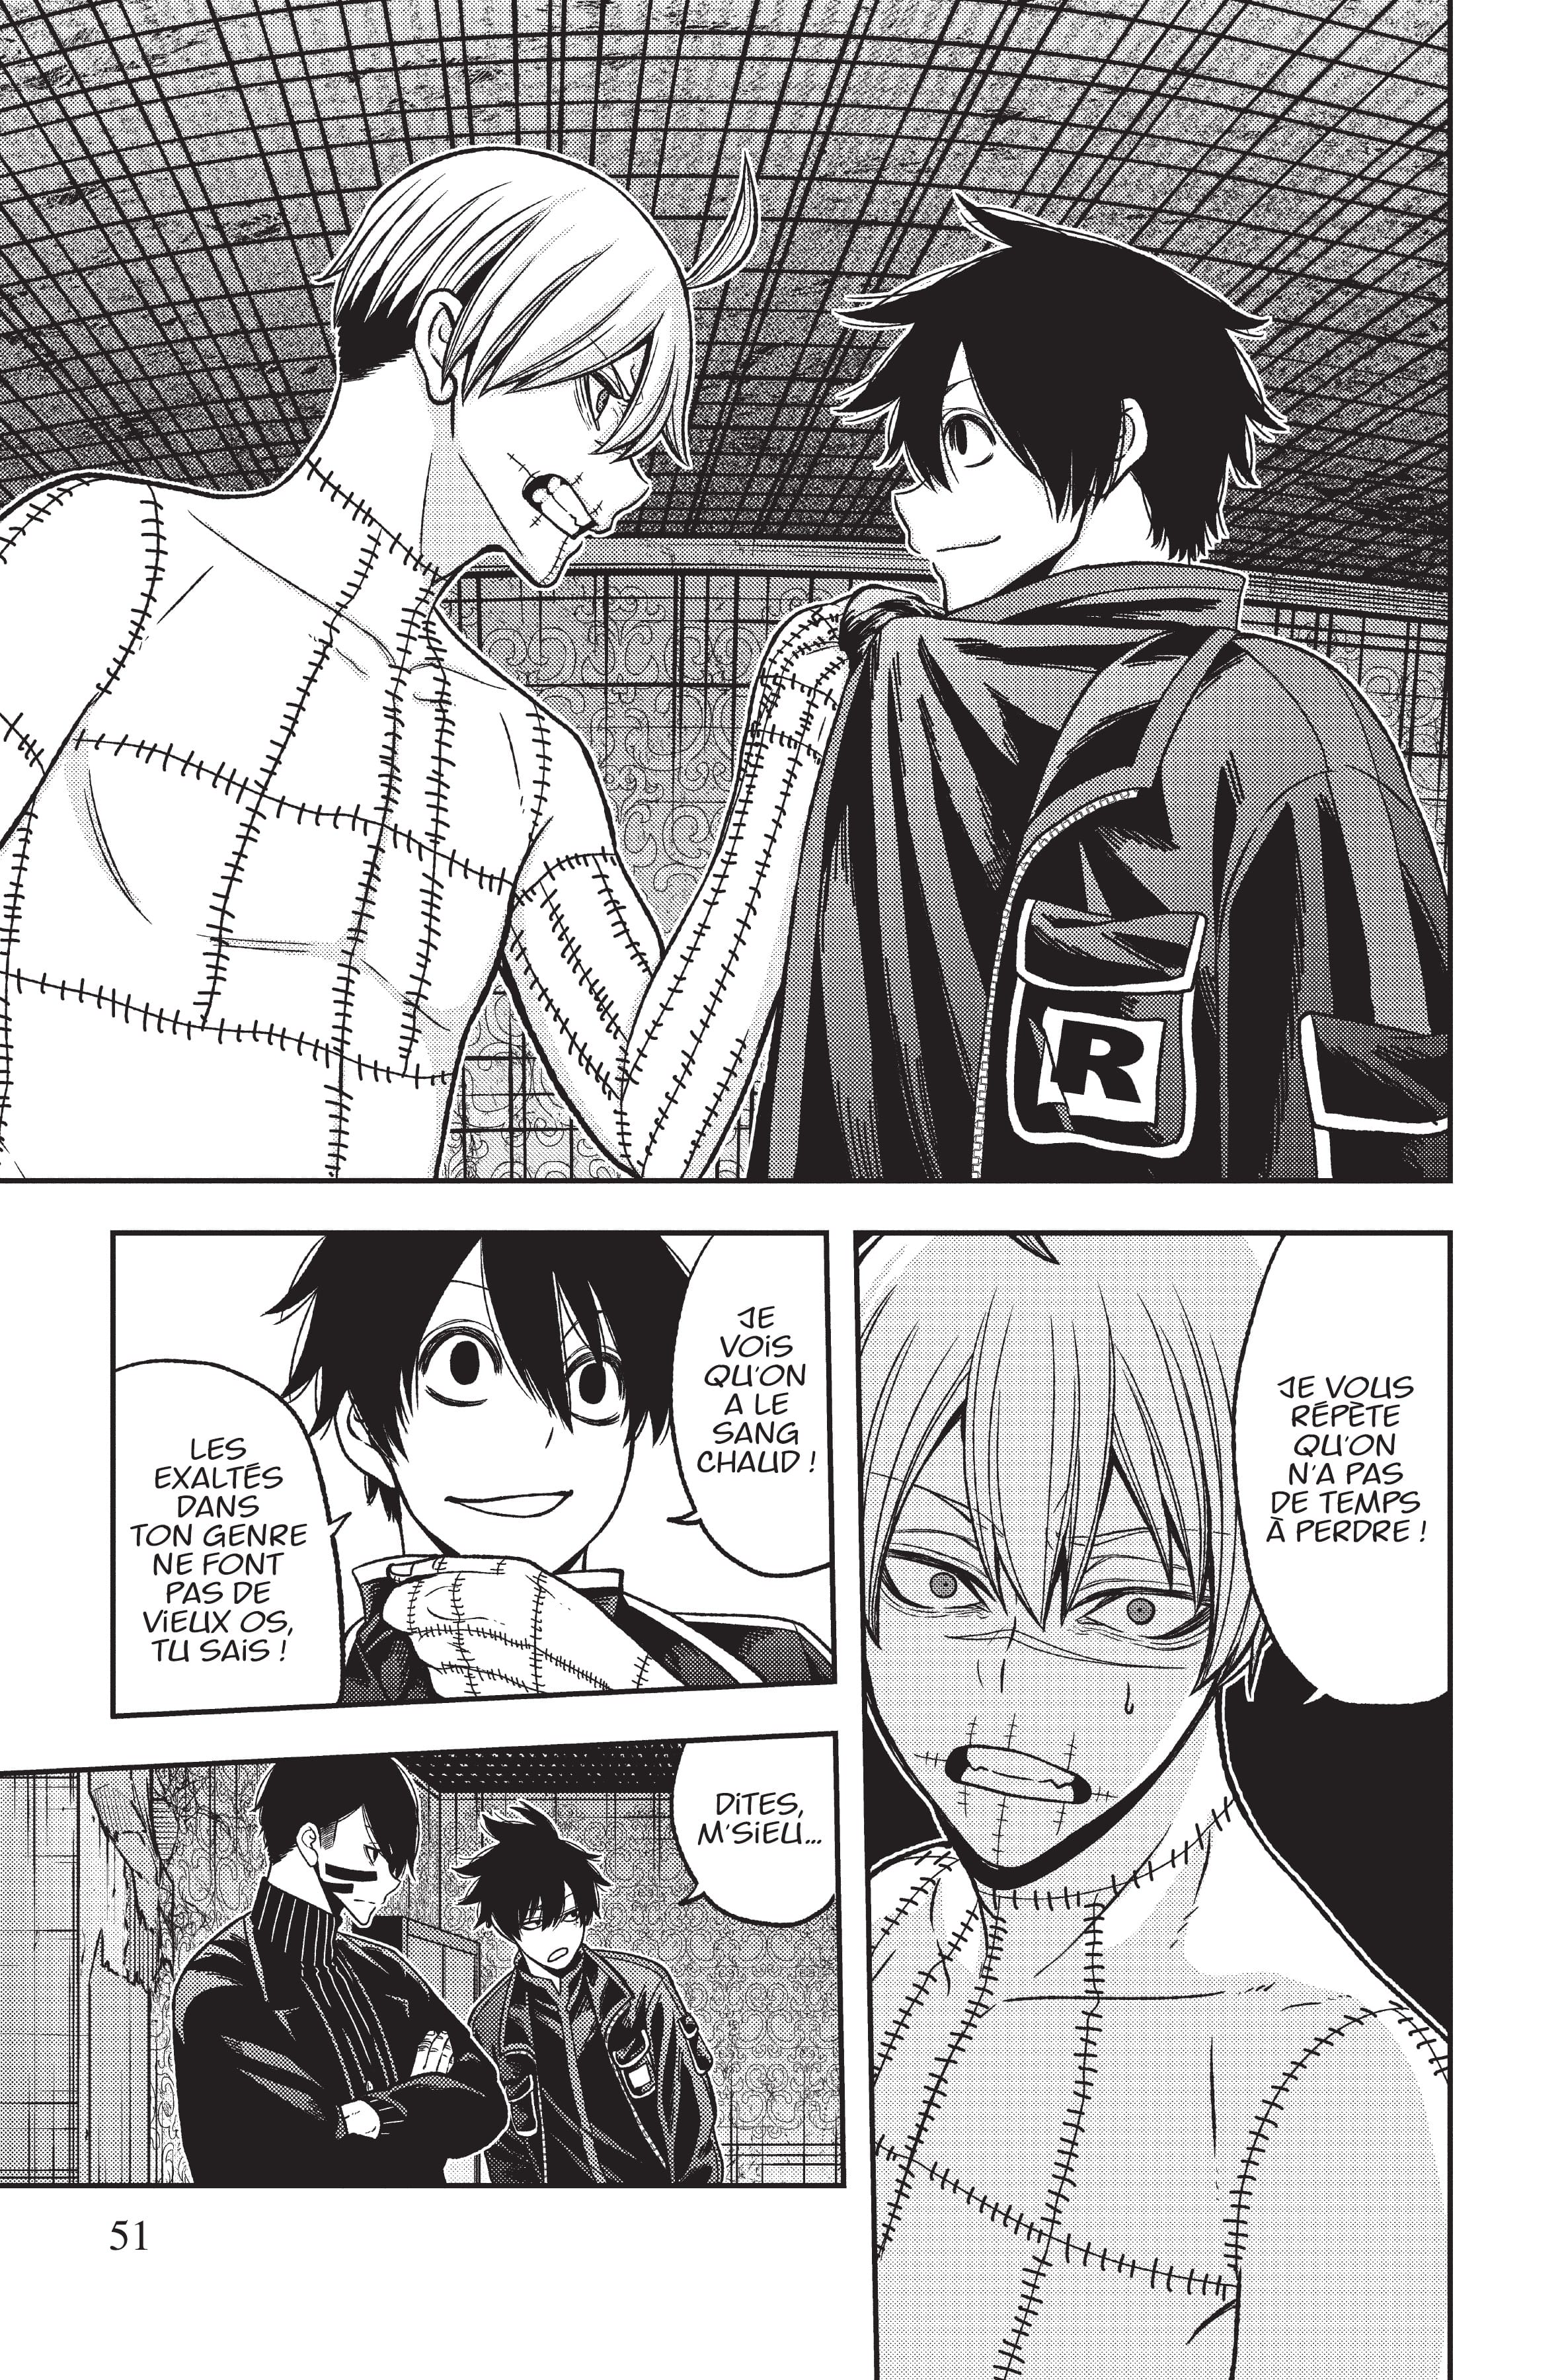 R
JE VOUS
RÉPÈTE
QU'ON
N'A PAS
DE TEMPS
À PERDRE !
JE
VOIS
QU'ON
A LE
SANG
CHAUD !
LES
EXALTÉS
DANS
TON GENRE
NE FONT
PAS DE
VIEUX OS,
TU SAIS !
DITES,
M'SIEU...
51